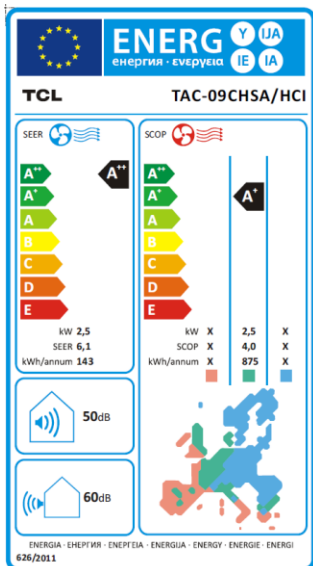 ENERG Y IJA
енергия · ενεργεια IE IA
TCL TAC-09CHSA/HCI
SEER SCOP
A++ A++ A++
A+ A+ A+
A A
B B
C C
D D
E E
kW 2,5 kW X 2,5 X
SEER 6,1 SCOP X 4,0 X
kWh/annum 143 kWh/annum X 875 X
50dB
60dB
ENERGIA · ЕНЕРГИЯ · ΕΝΕΡΓΕΙΑ · ENERGIJA · ENERGY · ENERGIE · ENERGI
626/2011